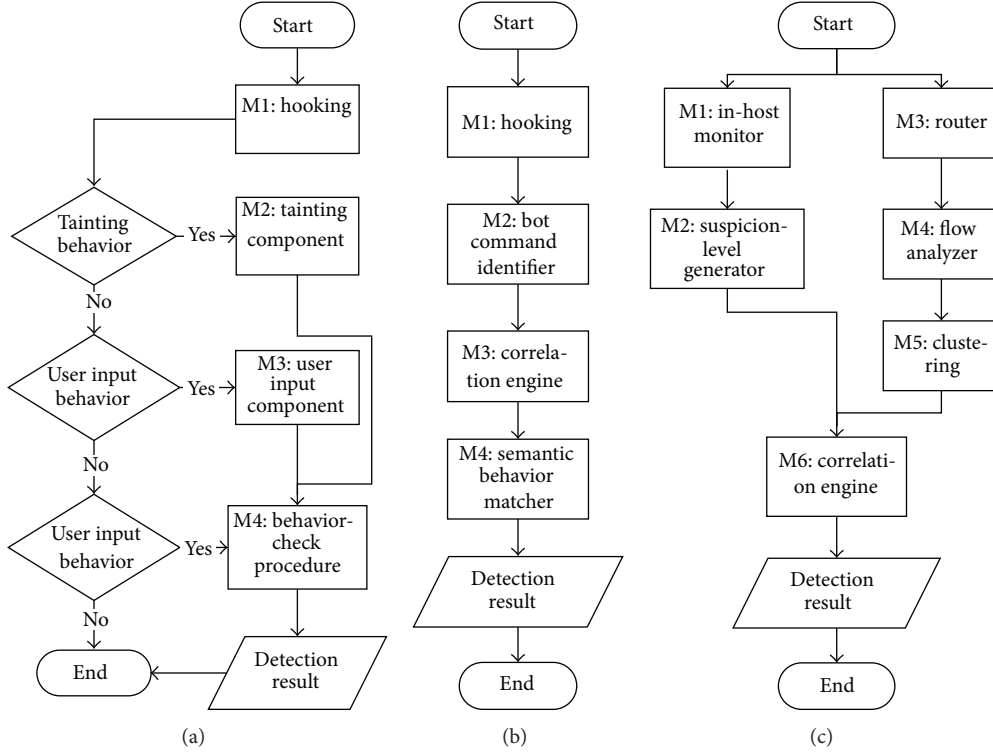 Start
M1: hooking
Tainting
behavior
Yes
M2: tainting
component
No
User input
behavior
Yes
M3: user
input
component
No
User input
behavior
Yes
M4: behavior-
check
procedure
No
End
Detection
result
(a)
Start
M1: hooking
M2: bot
command
identifier
M3: correla-
tation engine
M4: semantic
behavior
matcher
Detection
result
End
(b)
Start
M1: in-host
monitor
M2: suspicion-
level
generator
M3: router
M4: flow
analyzer
M5: cluste-
ring
M6: correlati-
on engine
Detection
result
End
(c)